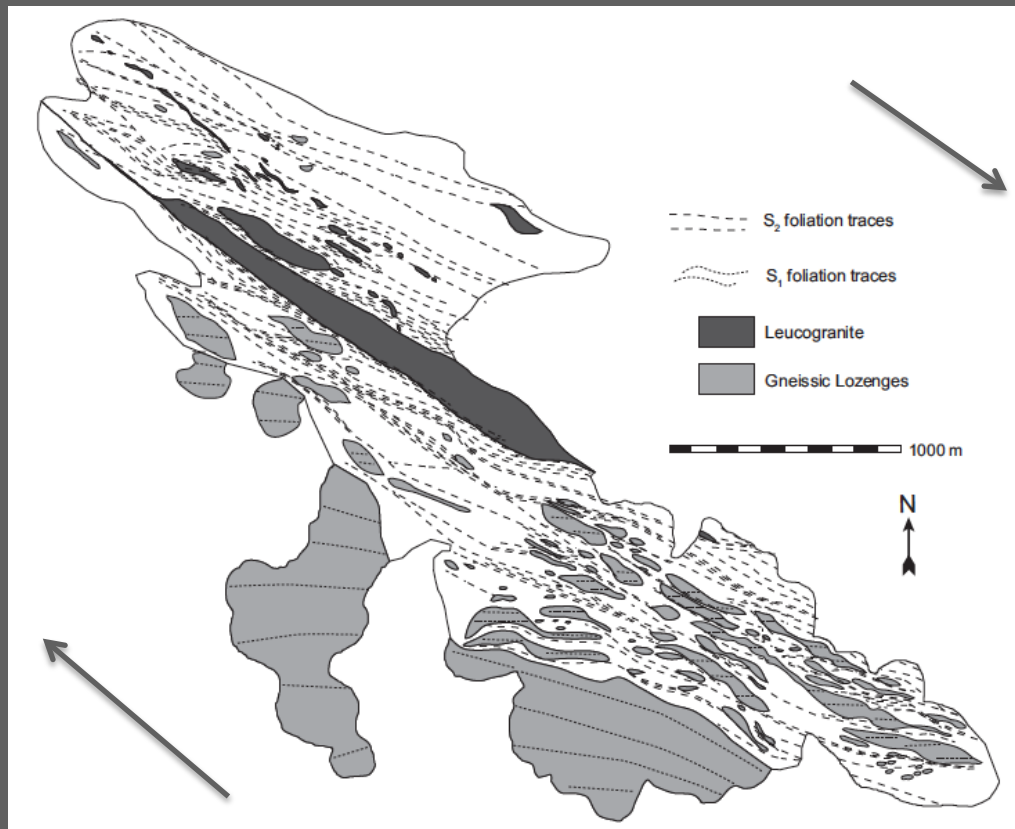 S₂ foliation traces
S₁ foliation traces
Leucogranite
Gneissic Lozenges
1000 m
N